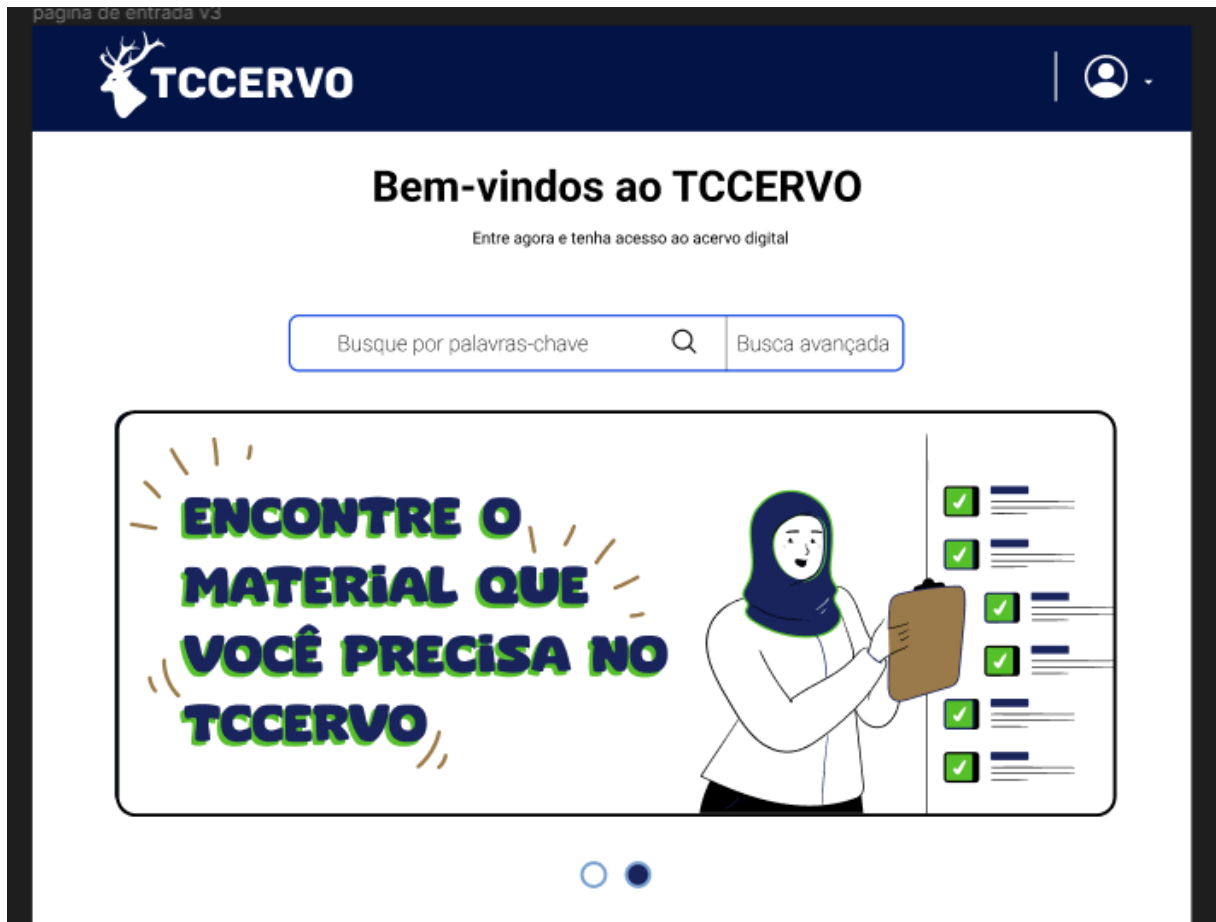 pagina de entrada v3
TCCERVO
Bem-vindos ao TCCERVO
Entre agora e tenha acesso ao acervo digital
Busque por palavras-chave
Busca avançada
ENCONTRE O
MATERiAL QUE
VOCÊ PRECiSA NO
TCCERVO